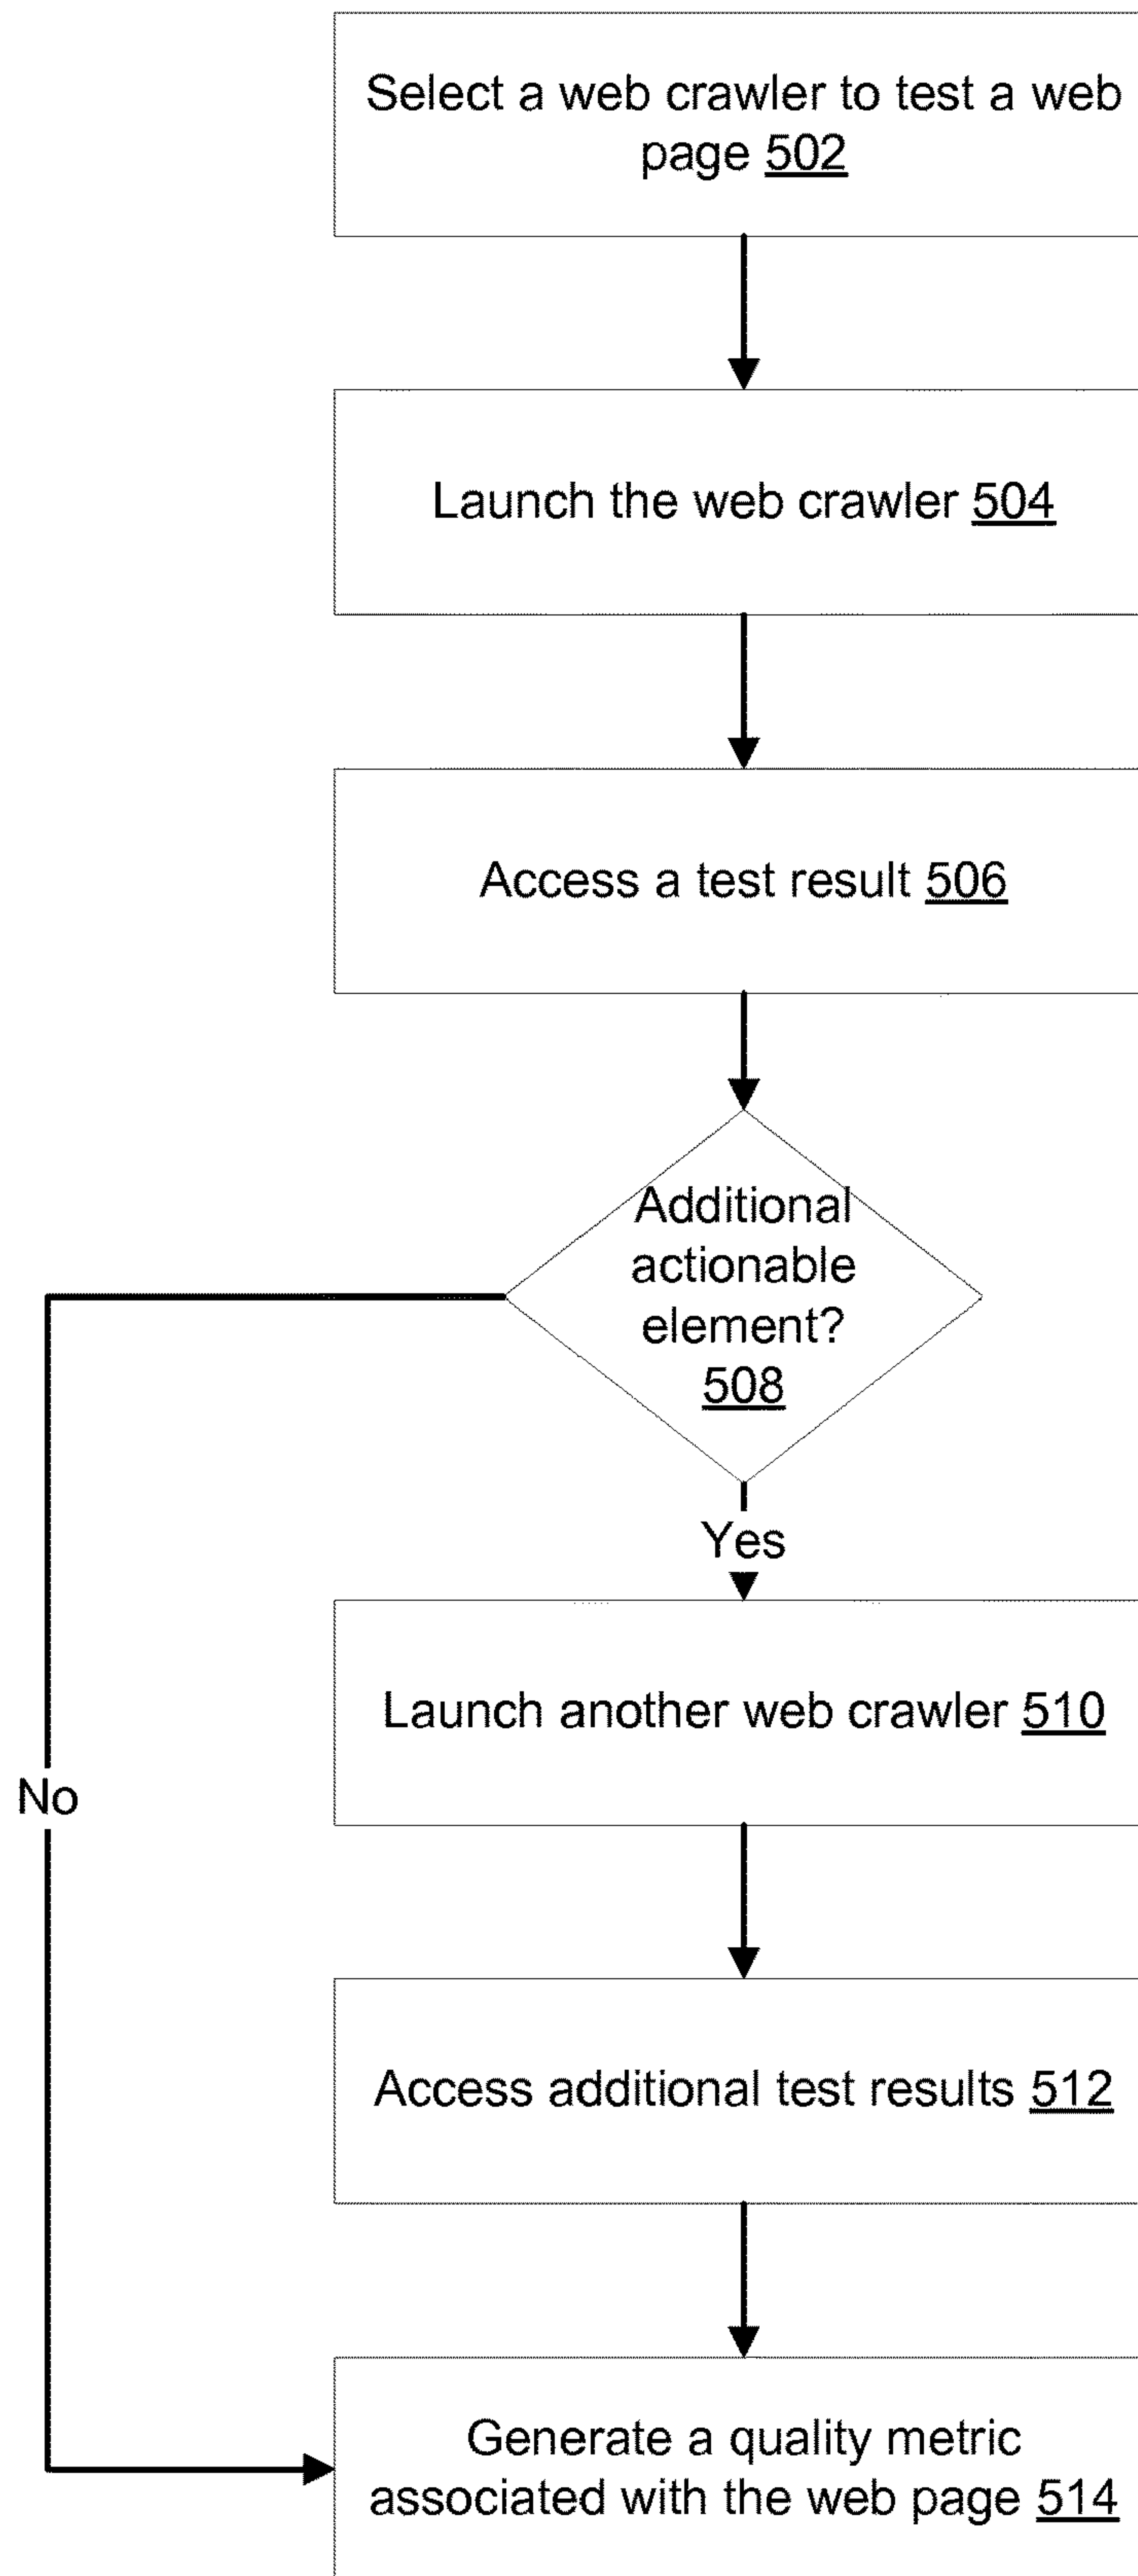 Select a web crawler to test a web
page 502
Launch the web crawler 504
Access a test result 506
Additional
actionable
element?
508
Yes
Launch another web crawler 510
No
Access additional test results 512
Generate a quality metric
associated with the web page 514